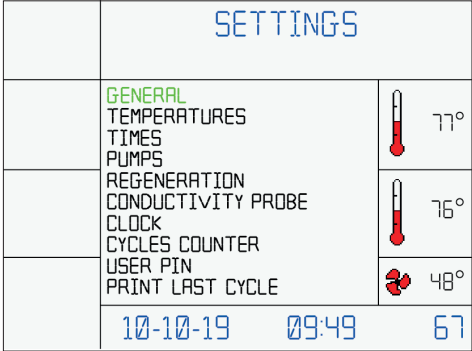 SETTINGS
GENERAL
TEMPERATURES
TIMES
PUMPS
REGENERATION
CONDUCTIVITY PROBE
CLOCK
CYCLES COUNTER
USER PIN
PRINT LAST CYCLE
77°
76°
48°
10-10-19 09:49 67